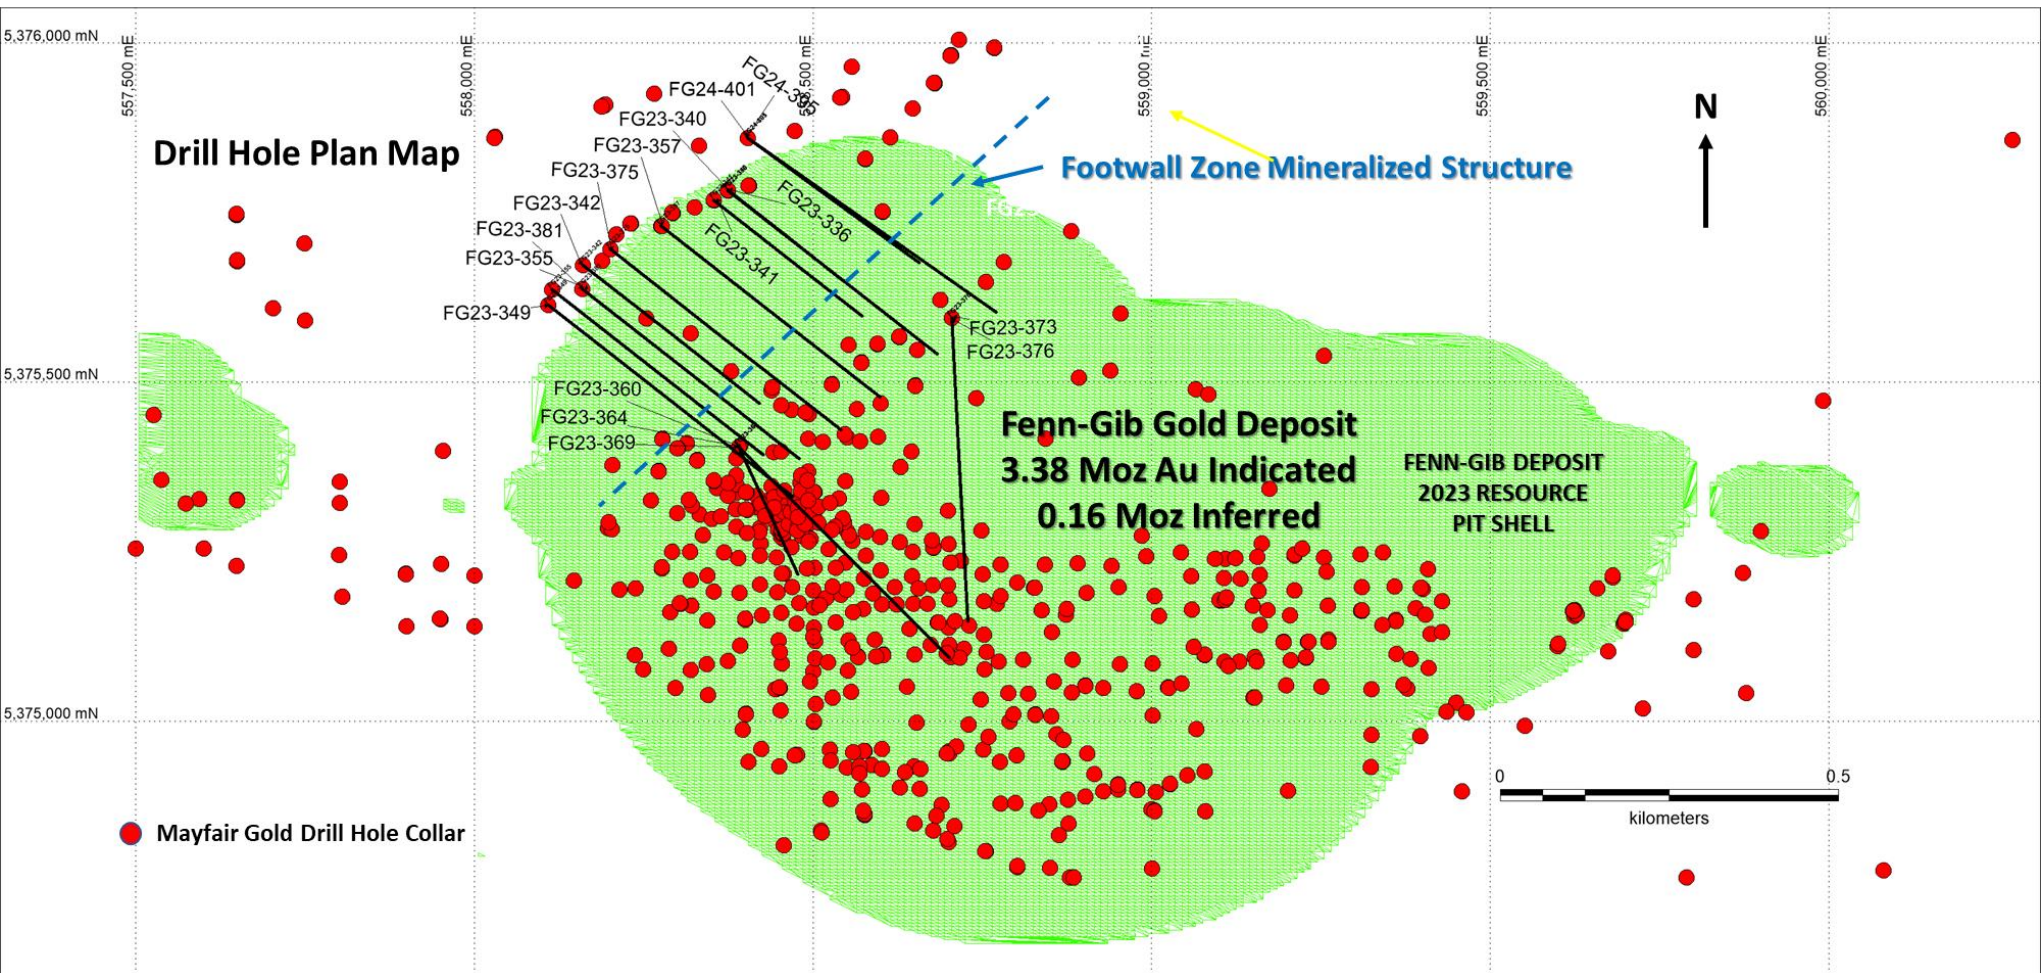 5,376,000 mN
557,500 mE
558,000 mE
559,000 mE
559,500 mE
560,000 mE
FG24-395
FG24-401
FG23-340
FG23-357
FG23-375
FG23-342
FG23-381
FG23-355
FG23-349
FG23-336
FG23-341
Drill Hole Plan Map
N
Footwall Zone Mineralized Structure
FG23-373
FG23-376
5,375,500 mN
FG23-360
FG23-364
FG23-369
Fenn-Gib Gold Deposit
3.38 Moz Au Indicated
0.16 Moz Inferred
FENN-GIB DEPOSIT
2023 RESOURCE
PIT SHELL
5,375,000 mN
0 0.5
kilometers
Mayfair Gold Drill Hole Collar